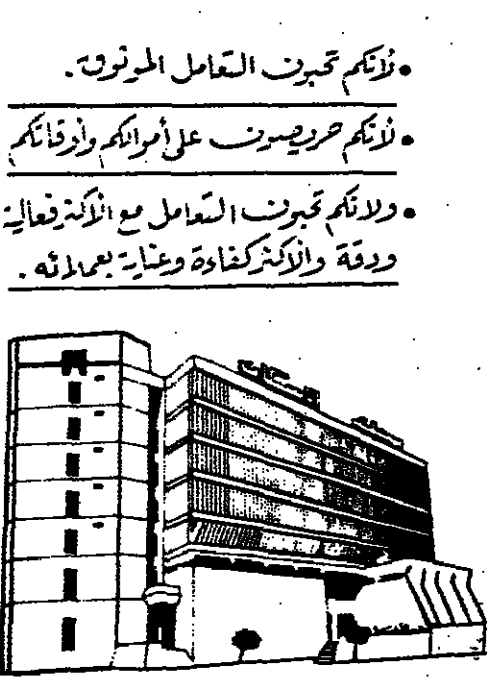 • لأنكم تحبون التعامل الموثوق.
• لأنكم حريصون على أموالكم وأوقاتكم
• ولأنكم تحبون التعامل مع الأكثر فعالية
ودقة والأكثر كفاءة وعناية بعملائه.